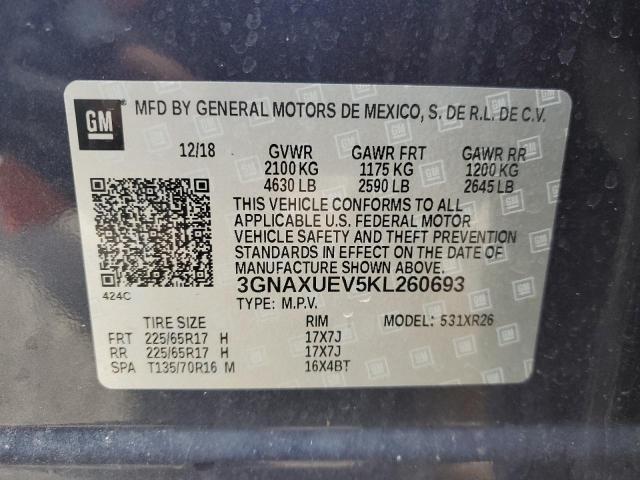 GM
MFD BY GENERAL MOTORS DE MEXICO, S. DE R.L. DE C.V.
12/18 GVWR GAWR FRT GAWR RR
2100 KG 1175 KG 1200 KG
4630 LB 2590 LB 2645 LB
THIS VEHICLE CONFORMS TO ALL
APPLICABLE U.S. FEDERAL MOTOR
VEHICLE SAFETY AND THEFT PREVENTION
STANDARDS IN EFFECT ON THE DATE OF
MANUFACTURE SHOWN ABOVE.
424C 3GNAXUEV5KL260693
TYPE: M.P.V.
TIRE SIZE RIM MODEL: 531XR26
FRT 225/65R17 H 17X7J
RR 225/65R17 H 17X7J
SPA T135/70R16 M 16X4BT